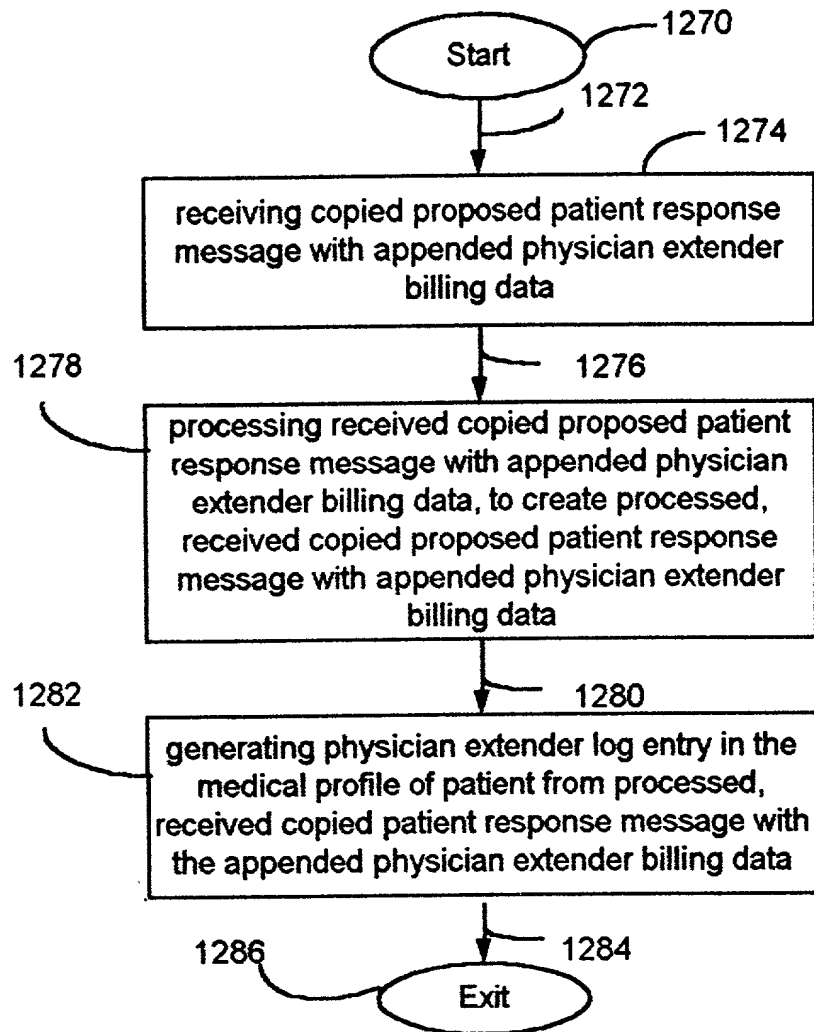 1270
Start
1272
1274
receiving copied proposed patient response
message with appended physician extender
billing data
1278
1276
processing received copied proposed patient
response message with appended physician
extender billing data, to create processed,
received copied proposed patient response
message with appended physician extender
billing data
1282
1280
generating physician extender log entry in the
medical profile of patient from processed,
received copied patient response message with
the appended physician extender billing data
1286
1284
Exit